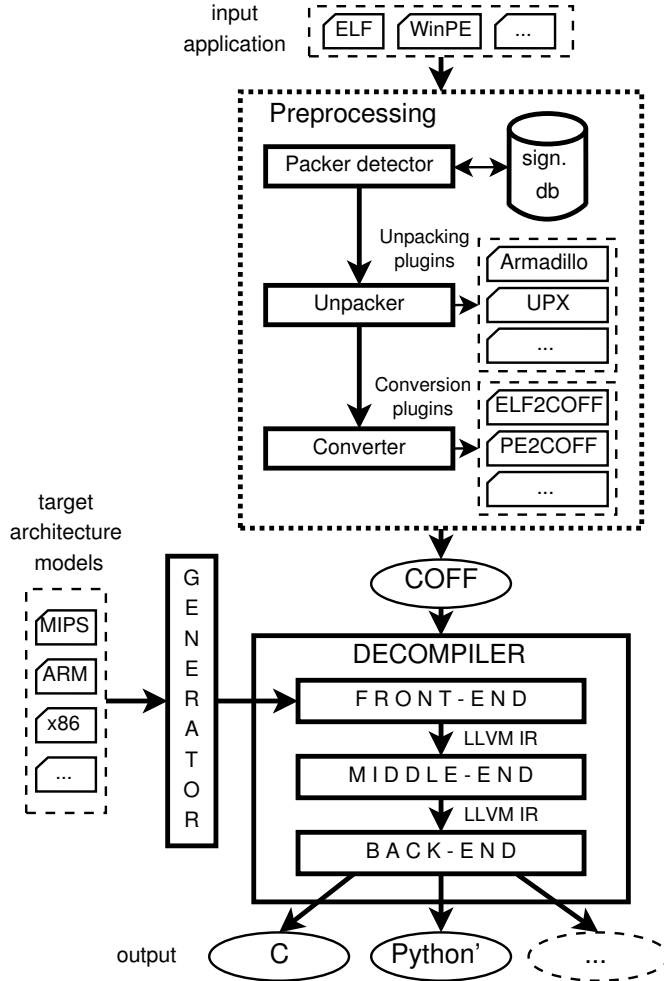 input
application
ELF
WinPE
...
Preprocessing
Packer detector
sign.
db
Unpacking
plugins
Armadillo
UPX
...
Unpacker
Conversion
plugins
ELF2COFF
PE2COFF
...
Converter
target
architecture
models
MIPS
ARM
x86
...
GENERATOR
COFF
DECOMPILER
FRONT-END
LLVM IR
MIDDLE-END
LLVM IR
BACK-END
output
C
Python'
...